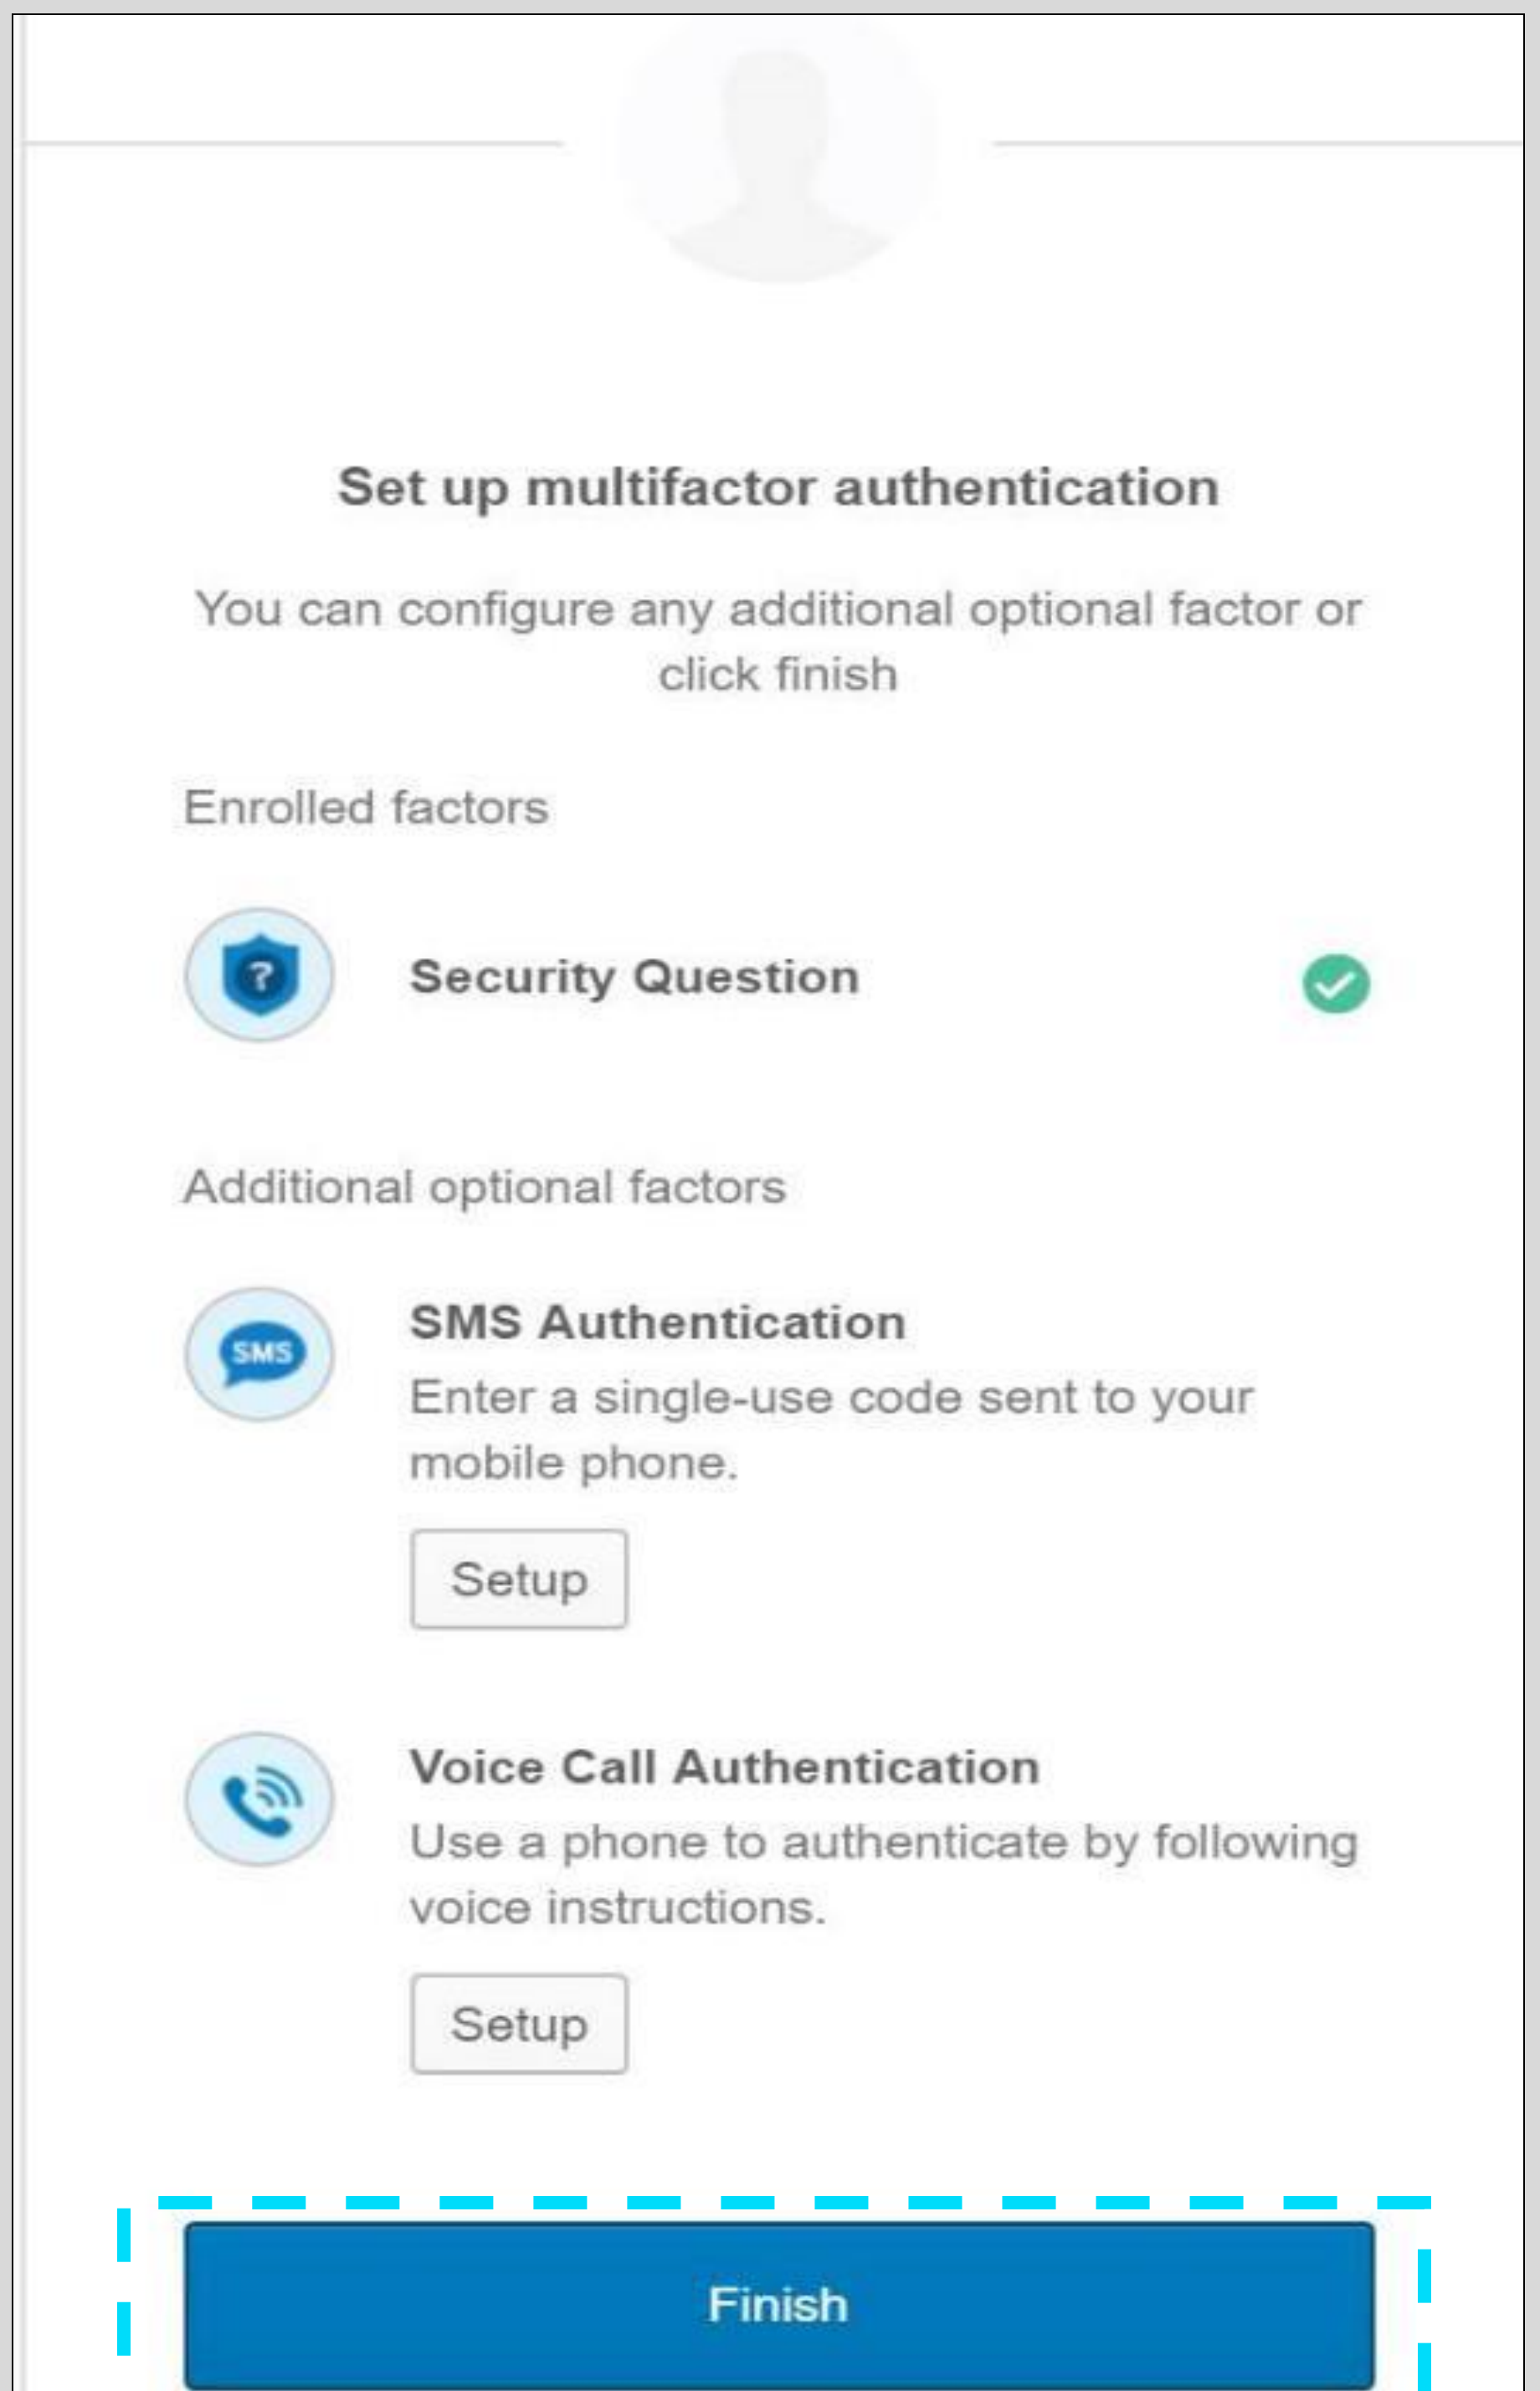 Set up multifactor authentication
You can configure any additional optional factor or
click finish
Enrolled factors
?
Security Question
Additional optional factors
SMS
SMS Authentication
Enter a single-use code sent to your
mobile phone.
Setup
Voice Call Authentication
Use a phone to authenticate by following
voice instructions.
Setup
Finish